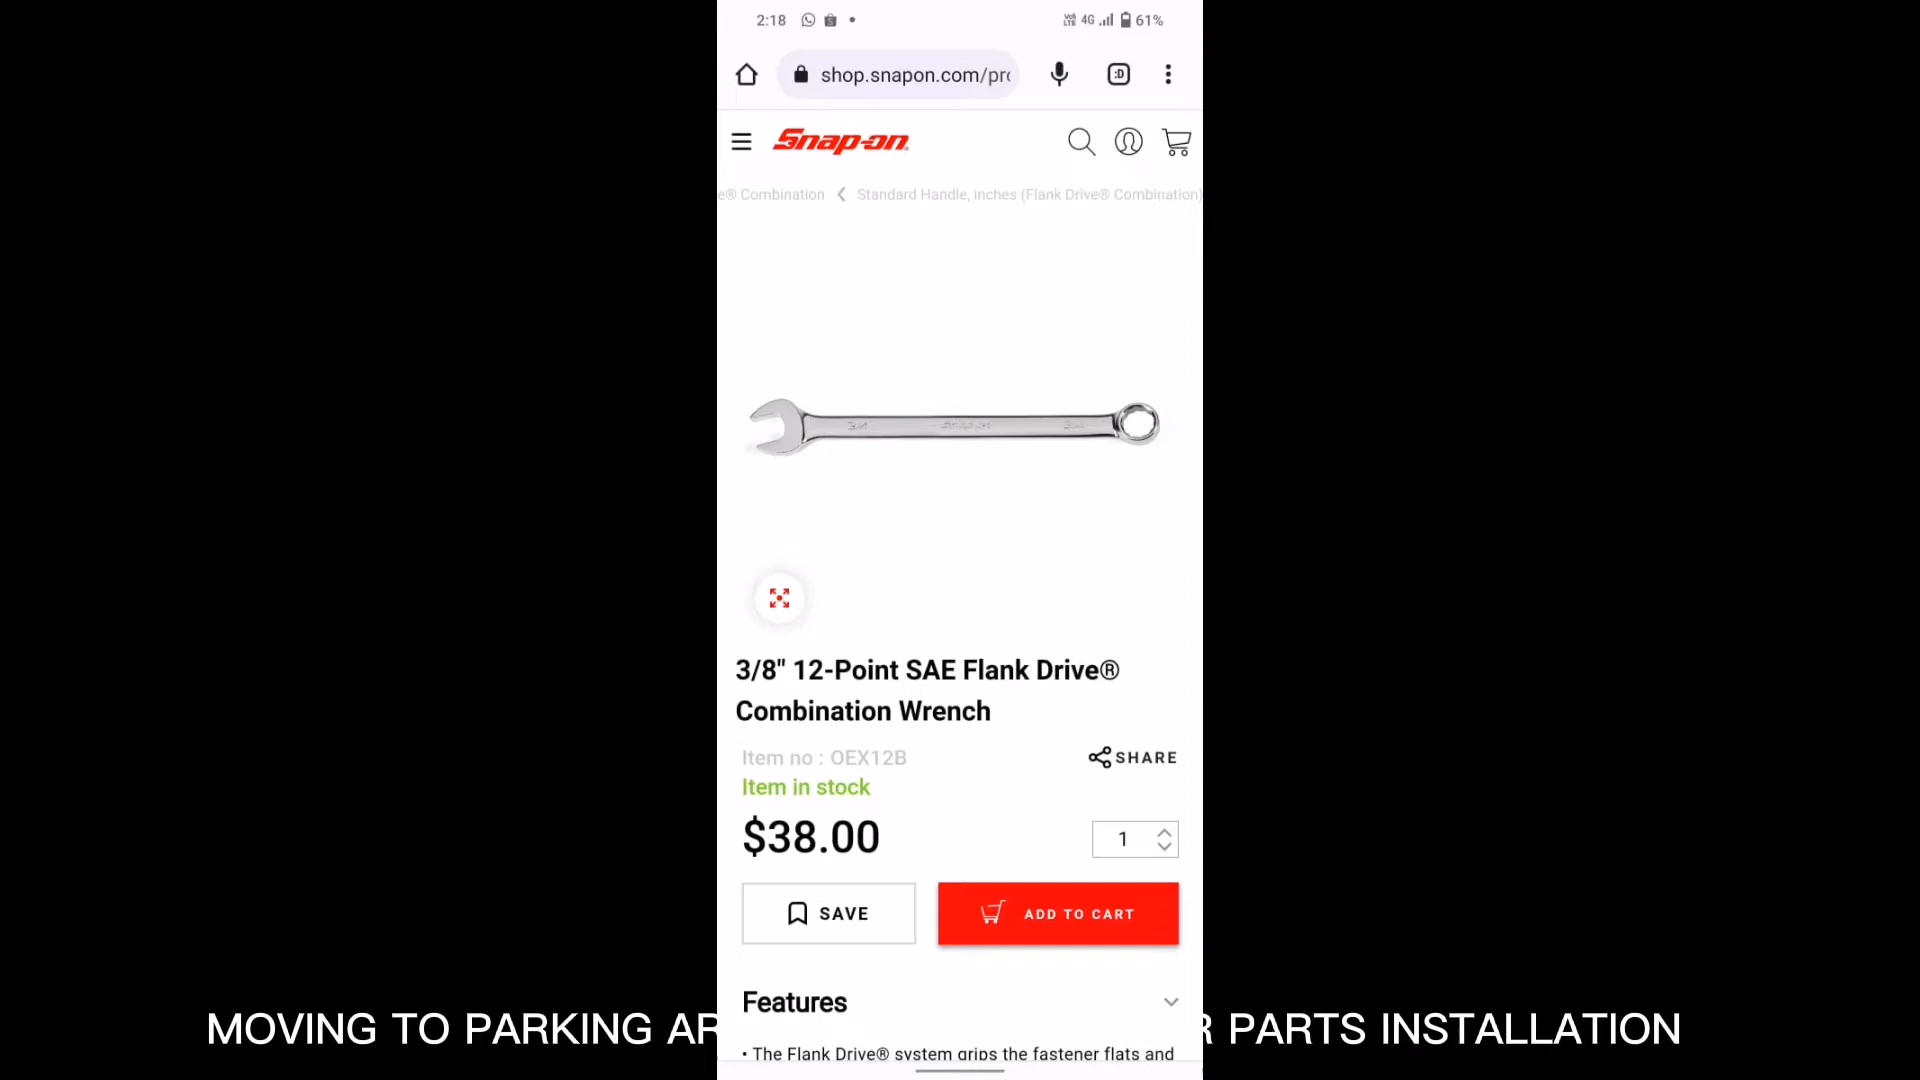 2:18
VoI LTE 4G 61%
shop.snapon.com/pro
:D
Snap-on
e® Combination
Standard Handle, inches (Flank Drive® Combination)
3/8" 12-Point SAE Flank Drive®
Combination Wrench
Item no : OEX12B
SHARE
Item in stock
$38.00
1
SAVE
ADD TO CART
Features
MOVING TO PARKING AR
R PARTS INSTALLATION
• The Flank Drive® system grips the fastener flats and